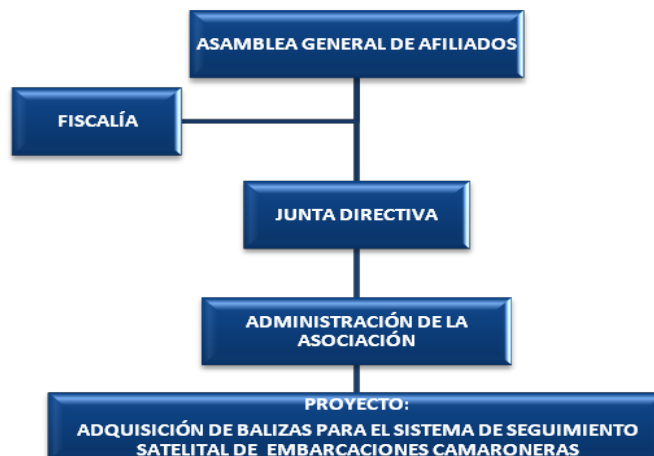 ASAMBLEA GENERAL DE AFILIADOS
FISCALÍA
JUNTA DIRECTIVA
ADMINISTRACIÓN DE LA
ASOCIACIÓN
PROYECTO:
ADQUISICIÓN DE BALIZAS PARA EL SISTEMA DE SEGUIMIENTO
SATELITAL DE EMBARCACIONES CAMARONERAS